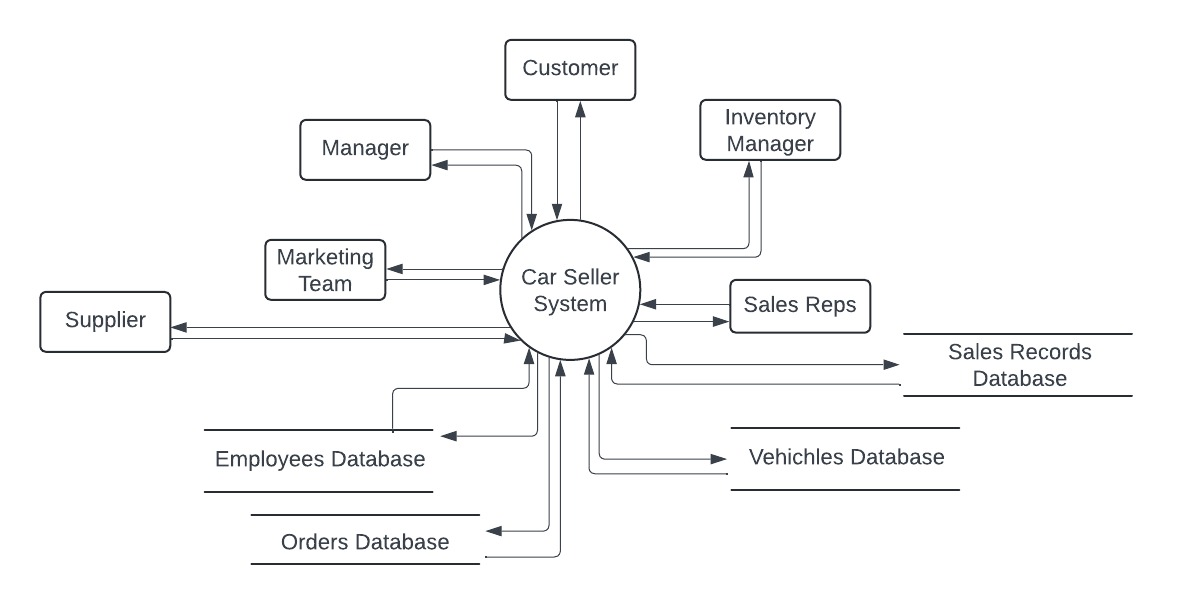 Customer
Inventory
Manager
Manager
Marketing
Team
Car Seller
System
Supplier
Sales Reps
Sales Records
Database
Employees Database
Vehichles Database
Orders Database